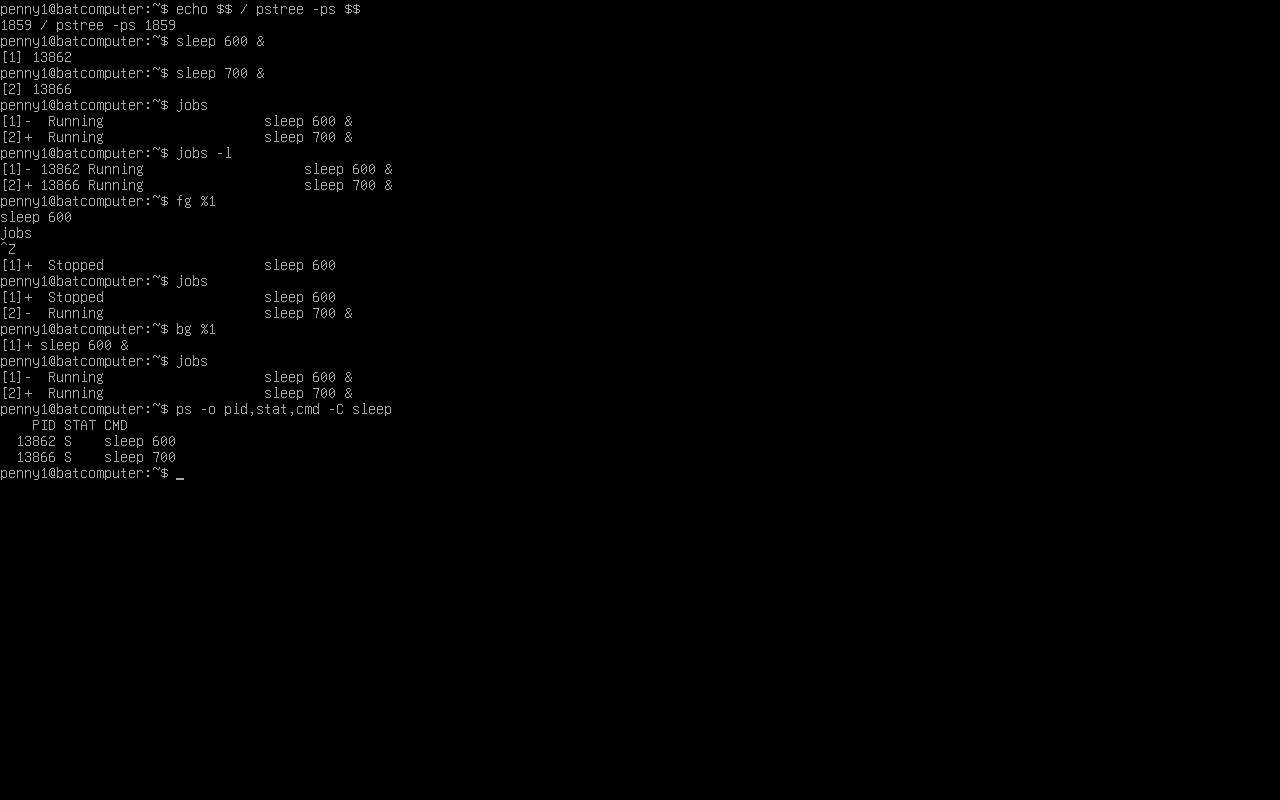 penny1@batcomputer:~$ echo $$ / pstree -ps $$
1859 / pstree -ps 1859
penny1@batcomputer:~$ sleep 600 &
[1] 13862
penny1@batcomputer:~$ sleep 700 &
[2] 13866
penny1@batcomputer:~$ jobs
[1]-  Running                    sleep 600 &
[2]+  Running                    sleep 700 &
penny1@batcomputer:~$ jobs -l
[1]- 13862 Running                    sleep 600 &
[2]+ 13866 Running                    sleep 700 &
penny1@batcomputer:~$ fg %1
sleep 600
jobs
^Z
[1]+  Stopped                    sleep 600
penny1@batcomputer:~$ jobs
[1]+  Stopped                    sleep 600
[2]-  Running                    sleep 700 &
penny1@batcomputer:~$ bg %1
[1]+ sleep 600 &
penny1@batcomputer:~$ jobs
[1]-  Running                    sleep 600 &
[2]+  Running                    sleep 700 &
penny1@batcomputer:~$ ps -o pid,stat,cmd -C sleep
    PID STAT CMD
  13862 S    sleep 600
  13866 S    sleep 700
penny1@batcomputer:~$ _